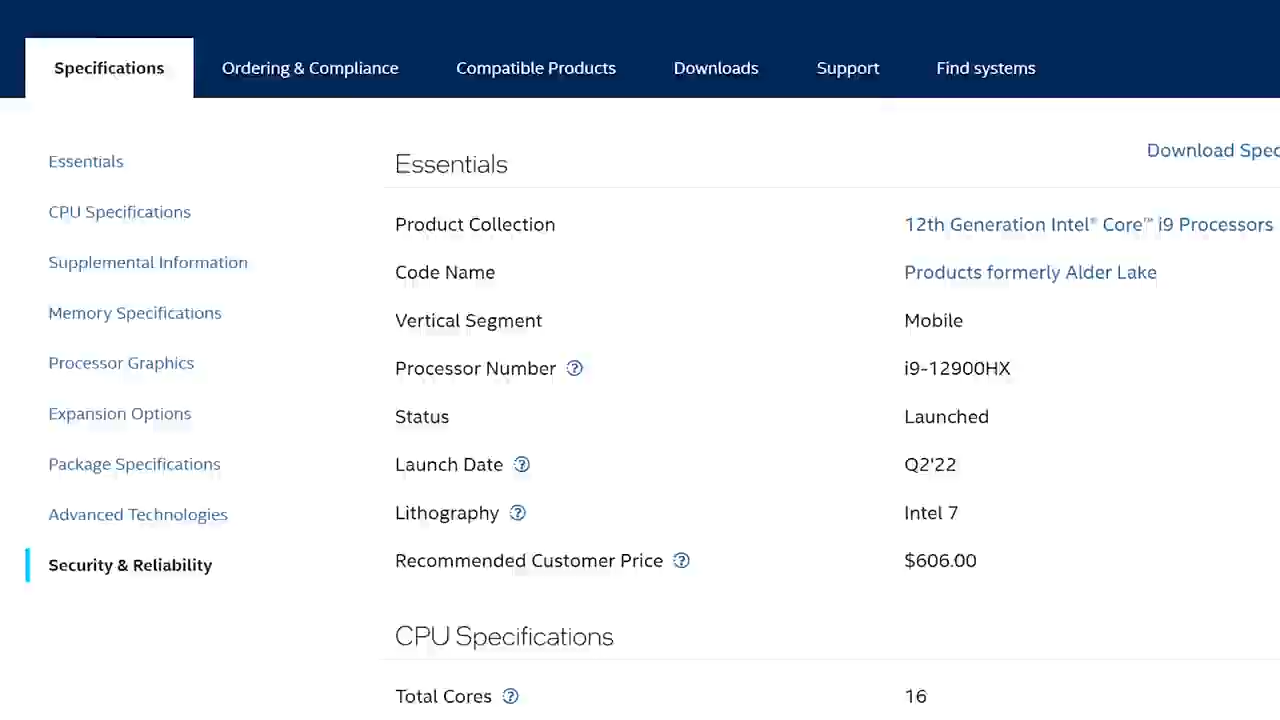 Specifications Ordering & Compliance Compatible Products Downloads Support Find systems
Essentials
CPU Specifications
Supplemental Information
Memory Specifications
Processor Graphics
Expansion Options
Package Specifications
Advanced Technologies
Security & Reliability
Download Spec
Essentials
Product Collection 12th Generation Intel® Core™ i9 Processors
Code Name Products formerly Alder Lake
Vertical Segment Mobile
Processor Number ? i9-12900HX
Status Launched
Launch Date ? Q2'22
Lithography ? Intel 7
Recommended Customer Price ? $606.00
CPU Specifications
Total Cores ? 16